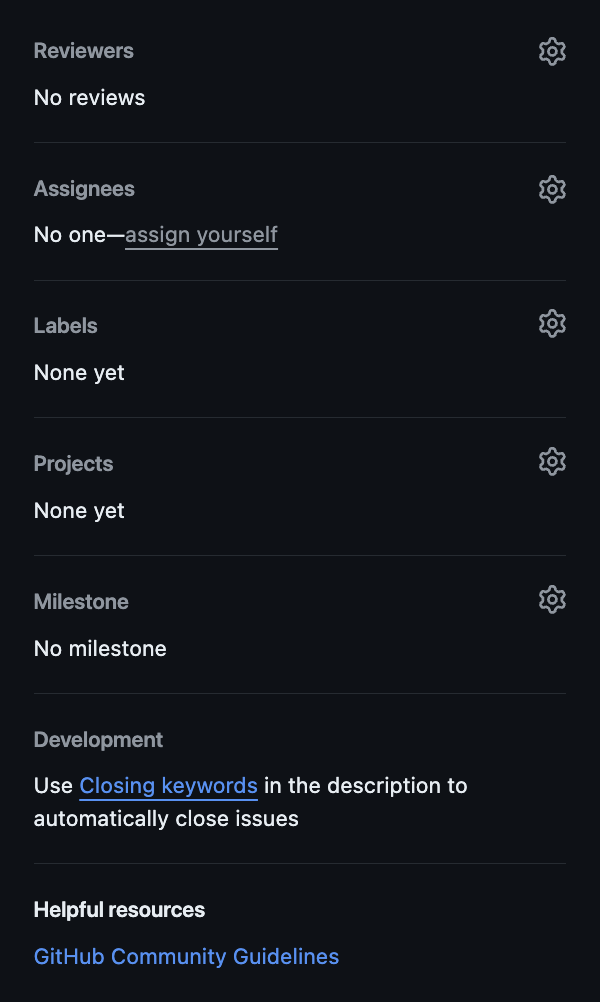 Reviewers
No reviews
Assignees
No one—assign yourself
Labels
None yet
Projects
None yet
Milestone
No milestone
Development
Use Closing keywords in the description to
automatically close issues
Helpful resources
GitHub Community Guidelines